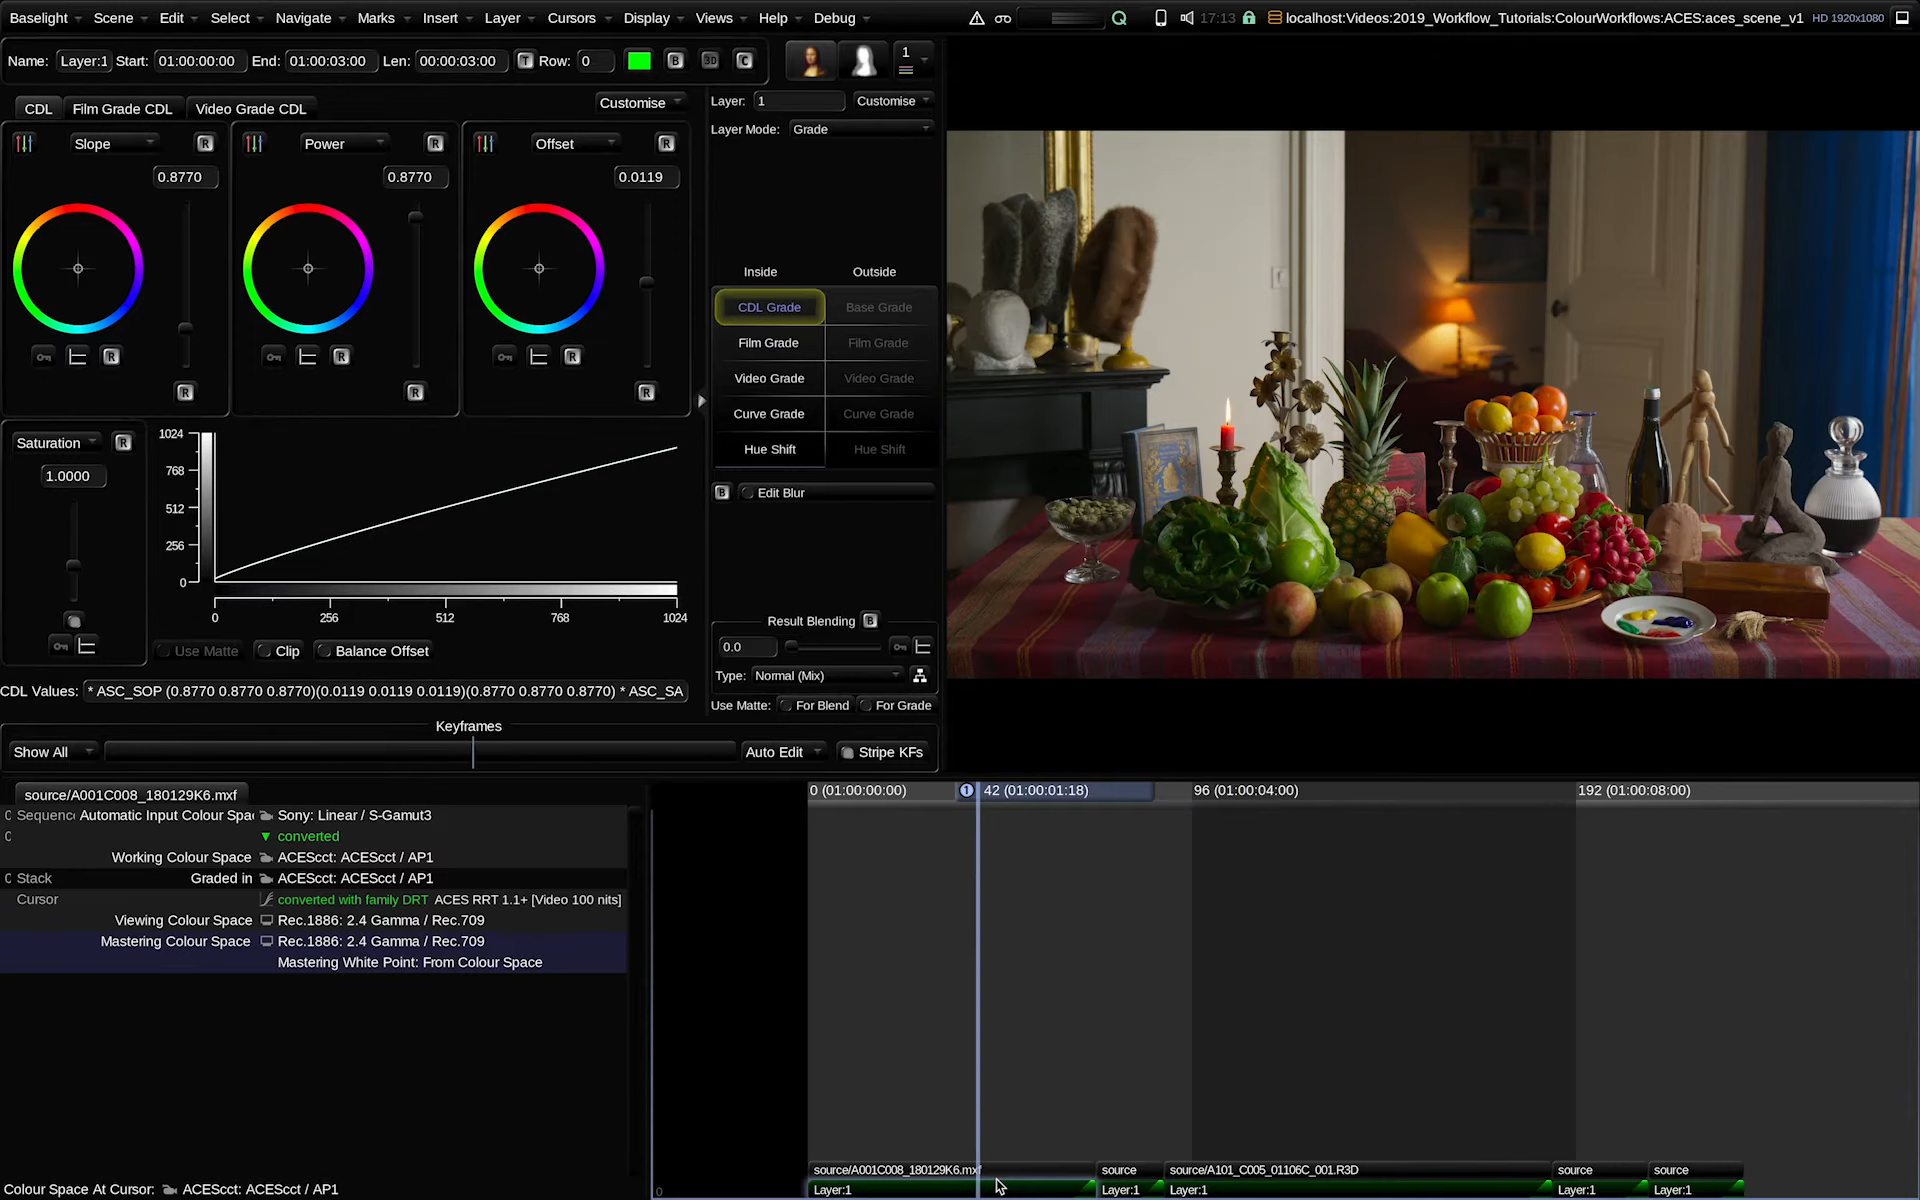 Baselight Scene Edit Select Navigate Marks Insert Layer Cursors Display Views Help Debug 17:13 localhost:Videos:2019_Workflow_Tutorials:ColourWorkflows:ACES:aces_scene_v1 HD 1920x1080
Name: Layer:1 Start: 01:00:00:00 End: 01:00:03:00 Len: 00:00:03:00 T Row: 0 B 3D C 1
CDL Film Grade CDL Video Grade CDL Customise
Layer: 1 Customise
Layer Mode: Grade
Slope R Power R Offset R
0.8770 0.8770 0.0119
R R R
R R R
Inside Outside
CDL Grade Base Grade
Film Grade Film Grade
Video Grade Video Grade
Curve Grade Curve Grade
Hue Shift Hue Shift
B Edit Blur
Saturation R
1.0000
1024
768
512
256
0
0 256 512 768 1024
Use Matte Clip Balance Offset
Result Blending B
0.0
Type: Normal (Mix)
Use Matte: For Blend For Grade
CDL Values: * ASC_SOP (0.8770 0.8770 0.8770)(0.0119 0.0119 0.0119)(0.8770 0.8770 0.8770) * ASC_SA
Keyframes
Show All Auto Edit Stripe KFs
source/A001C008_180129K6.mxf
Sequenc Automatic Input Colour Spa Sony: Linear / S-Gamut3
converted
Working Colour Space ACEScct: ACEScct / AP1
Stack Graded in ACEScct: ACEScct / AP1
Cursor converted with family DRT ACES RRT 1.1+ [Video 100 nits]
Viewing Colour Space Rec.1886: 2.4 Gamma / Rec.709
Mastering Colour Space Rec.1886: 2.4 Gamma / Rec.709
Mastering White Point: From Colour Space
Colour Space At Cursor: ACEScct: ACEScct / AP1
0 (01:00:00:00) 1 42 (01:00:01:18) 96 (01:00:04:00) 192 (01:00:08:00)
source/A001C008_180129K6.mxf source source/A101_C005_01106C_001.R3D source source
0 Layer:1 Layer:1 Layer:1 Layer:1 Layer:1